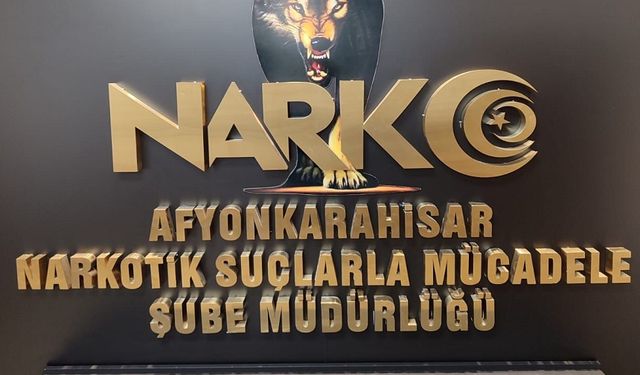 NARKO
AFYONKARAHİSAR
NARKOTİK SUÇLARLA MÜCADELE
ŞUBE MÜDÜRLÜĞÜ